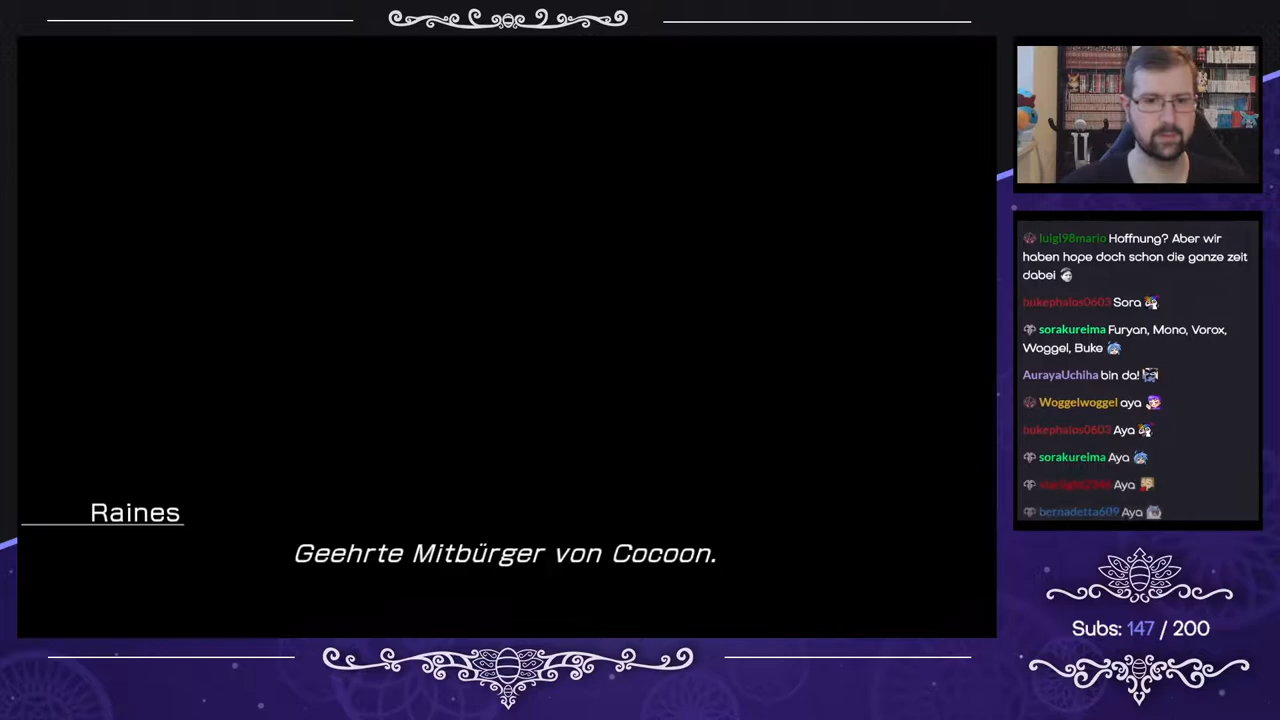 Raines
Geehrte Mitbürger von Cocoon.
luigi98mario Hoffnung? Aber wir
haben hope doch schon die ganze zeit
dabei
bukephalos0603 Sora
sorakureima Furyan, Mono, Vorox,
Woggel, Buke
AurayaUchiha bin da!
Woggelwoggel aya
bukephalos0603 Aya
sorakureima Aya
Aya
bernadetta609 Aya
Subs: 147 / 200